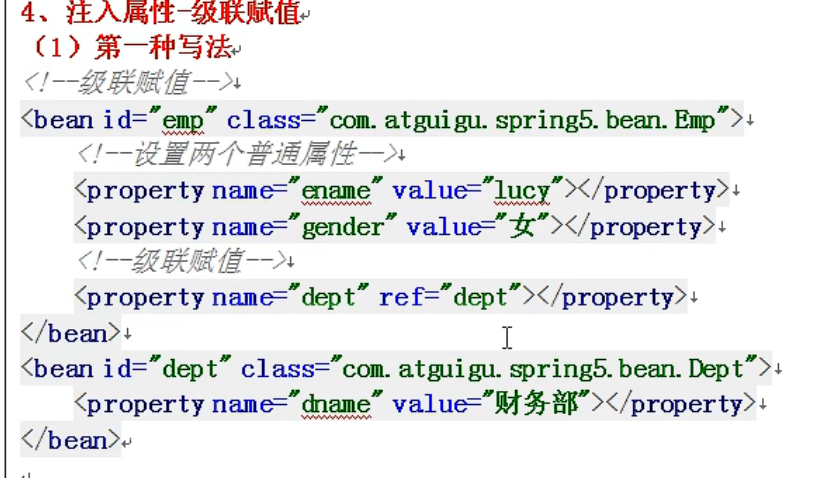 4、注入属性-级联赋值
（1）第一种写法
<!--级联赋值-->
<bean id="emp" class="com.atguigu.spring5.bean.Emp">
<!--设置两个普通属性-->
<property name="ename" value="lucy"></property>
<property name="gender" value="女"></property>
<!--级联赋值-->
<property name="dept" ref="dept"></property>
</bean>
<bean id="dept" class="com.atguigu.spring5.bean.Dept">
<property name="dname" value="财务部"></property>
</bean>